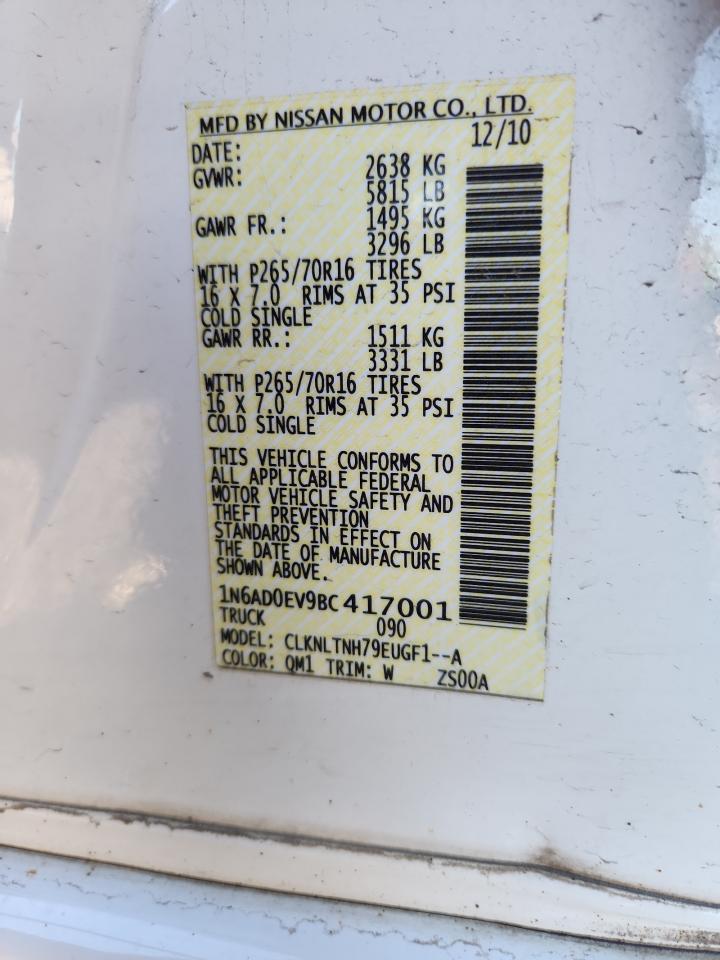 MFD BY NISSAN MOTOR CO., LTD.
DATE: 12/10
GVWR: 2638 KG
5815 LB
GAWR FR.: 1495 KG
3296 LB
WITH P265/70R16 TIRES
16 X 7.0 RIMS AT 35 PSI
COLD SINGLE
GAWR RR.: 1511 KG
3331 LB
WITH P265/70R16 TIRES
16 X 7.0 RIMS AT 35 PSI
COLD SINGLE
THIS VEHICLE CONFORMS TO
ALL APPLICABLE FEDERAL
MOTOR VEHICLE SAFETY AND
THEFT PREVENTION
STANDARDS IN EFFECT ON
THE DATE OF MANUFACTURE
SHOWN ABOVE.
1N6AD0EV9BC417001
TRUCK 090
MODEL: CLKNLTNH79EUGF1--A
COLOR: QM1 TRIM: W ZS00A